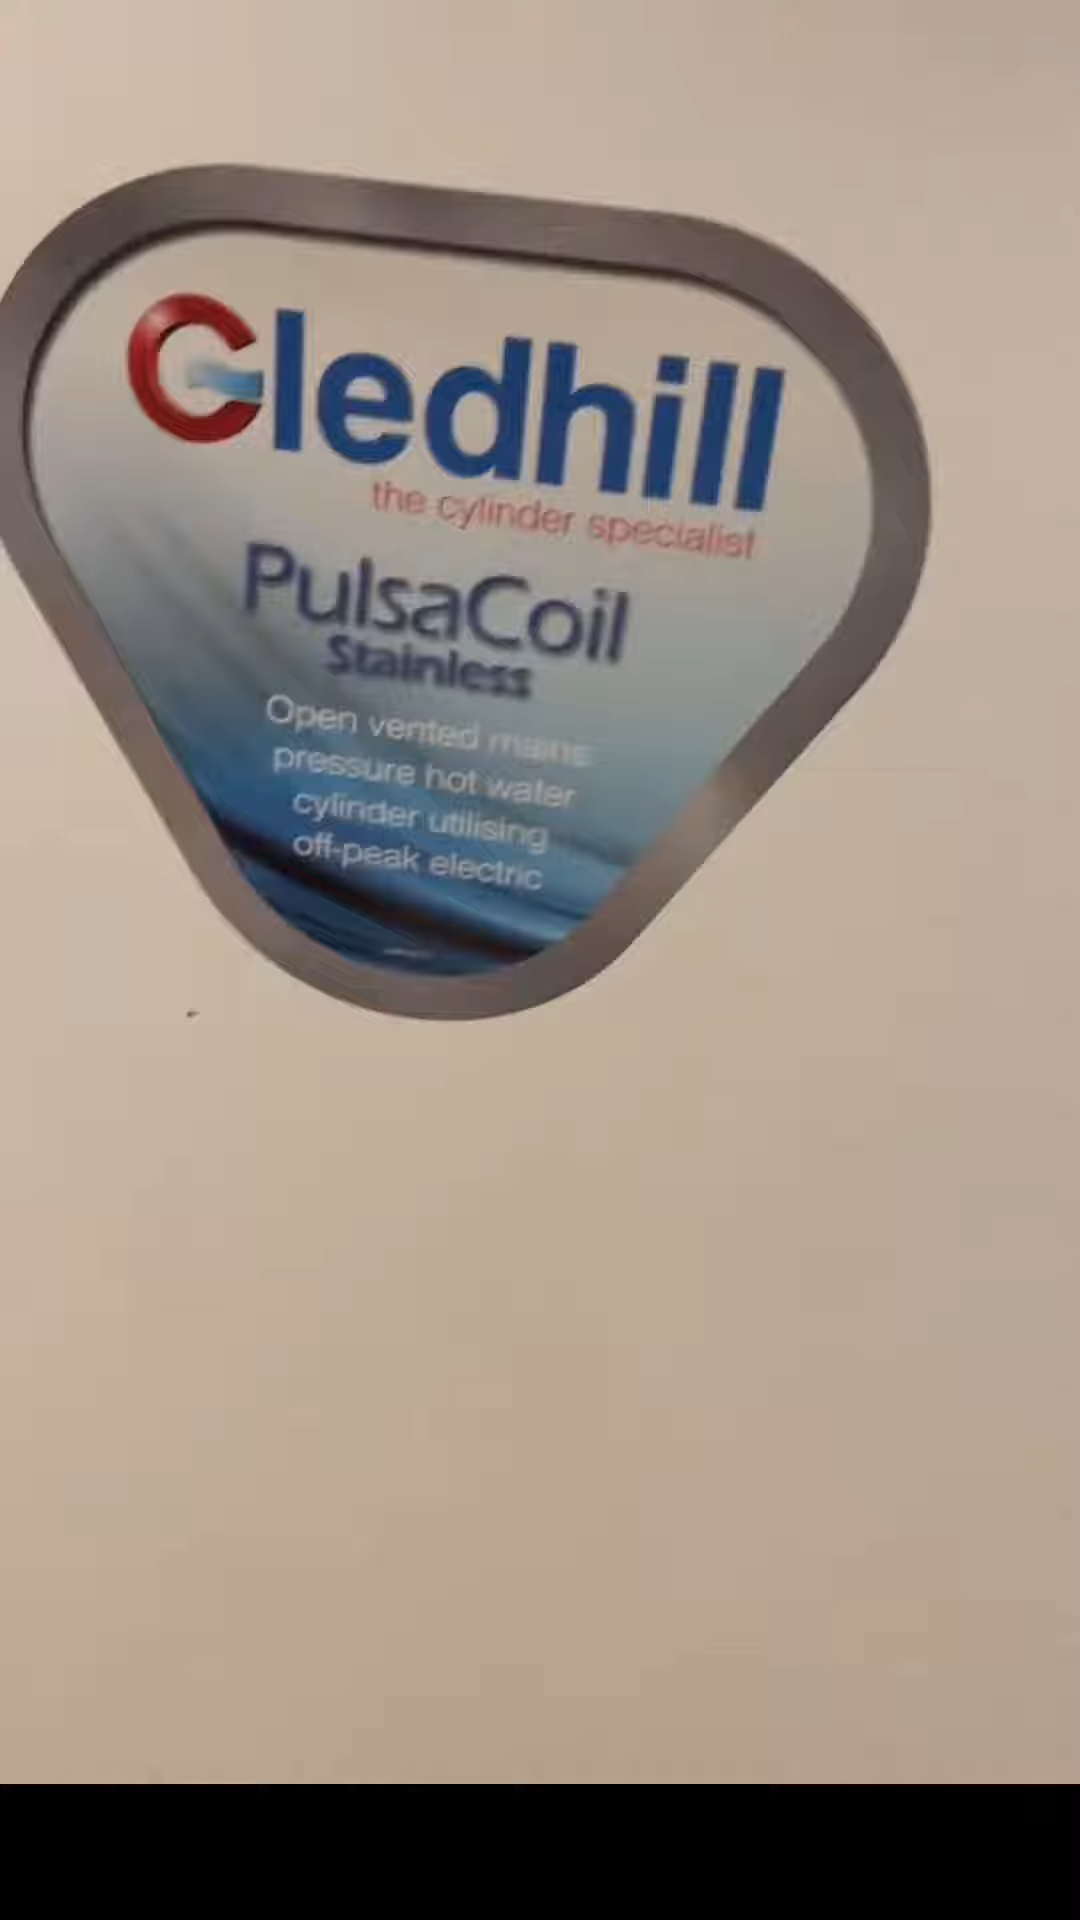 Gledhill
the cylinder specialist
PulsaCoil
Stainless
Open vented mains
pressure hot water
cylinder utilising
off-peak electric